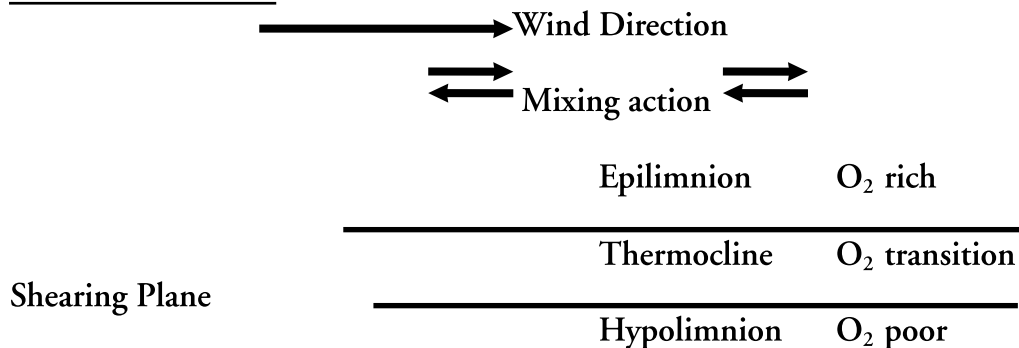 Wind Direction
Mixing action
Epilimnion O₂ rich
Thermocline O₂ transition
Shearing Plane
Hypolimnion O₂ poor